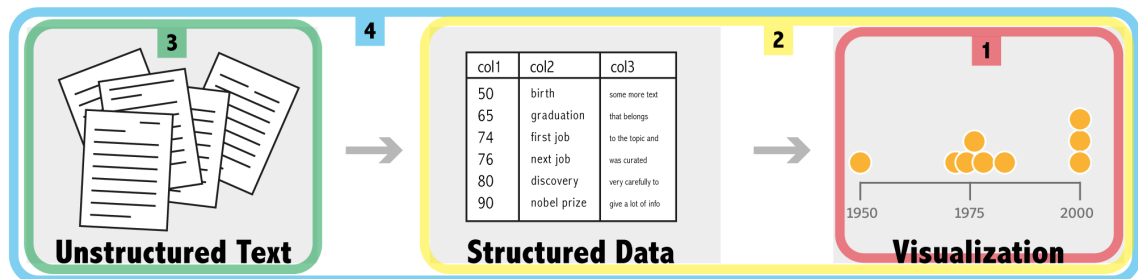 3
4
2
1
col1 col2 col3
50 birth some more text
65 graduation that belongs
74 first job to the topic and
76 next job was curated
80 discovery very carefully to
90 nobel prize give a lot of info
1950 1975 2000
Unstructured Text
Structured Data
Visualization